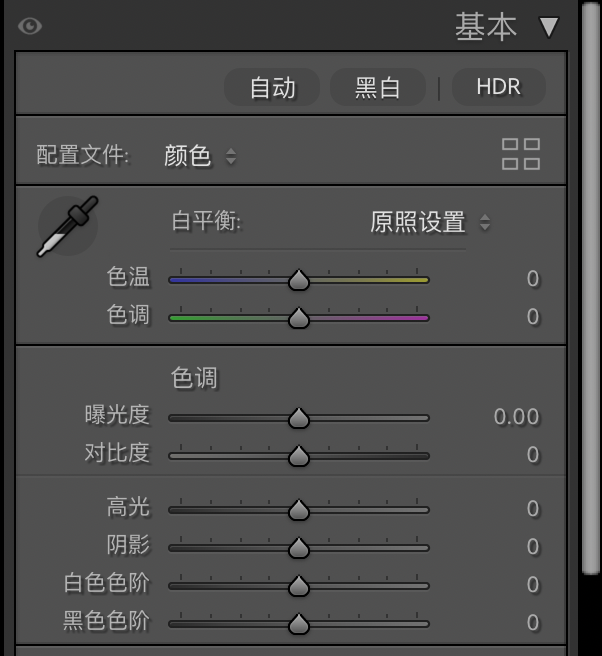 基本
自动 黑白 HDR
配置文件: 颜色
白平衡: 原照设置
色温 0
色调 0
色调
曝光度 0.00
对比度 0
高光 0
阴影 0
白色色阶 0
黑色色阶 0